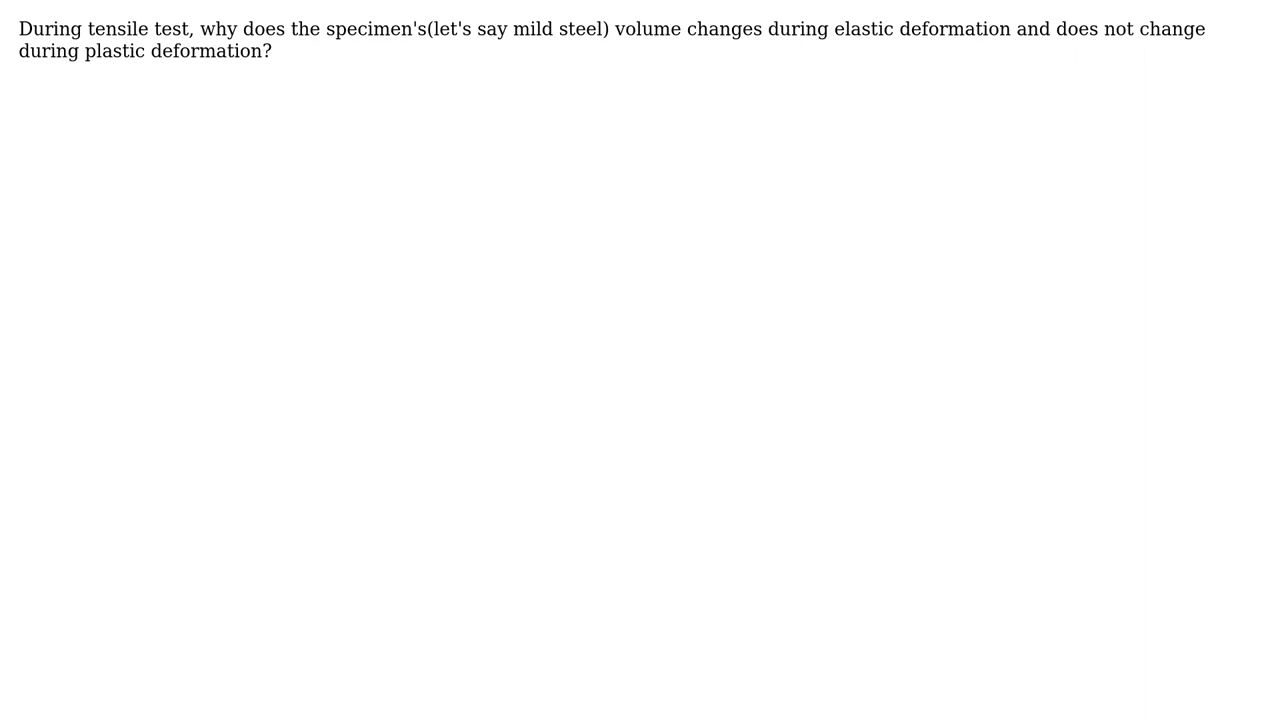 During tensile test, why does the specimen's(let's say mild steel) volume changes during elastic deformation and does not change
during plastic deformation?